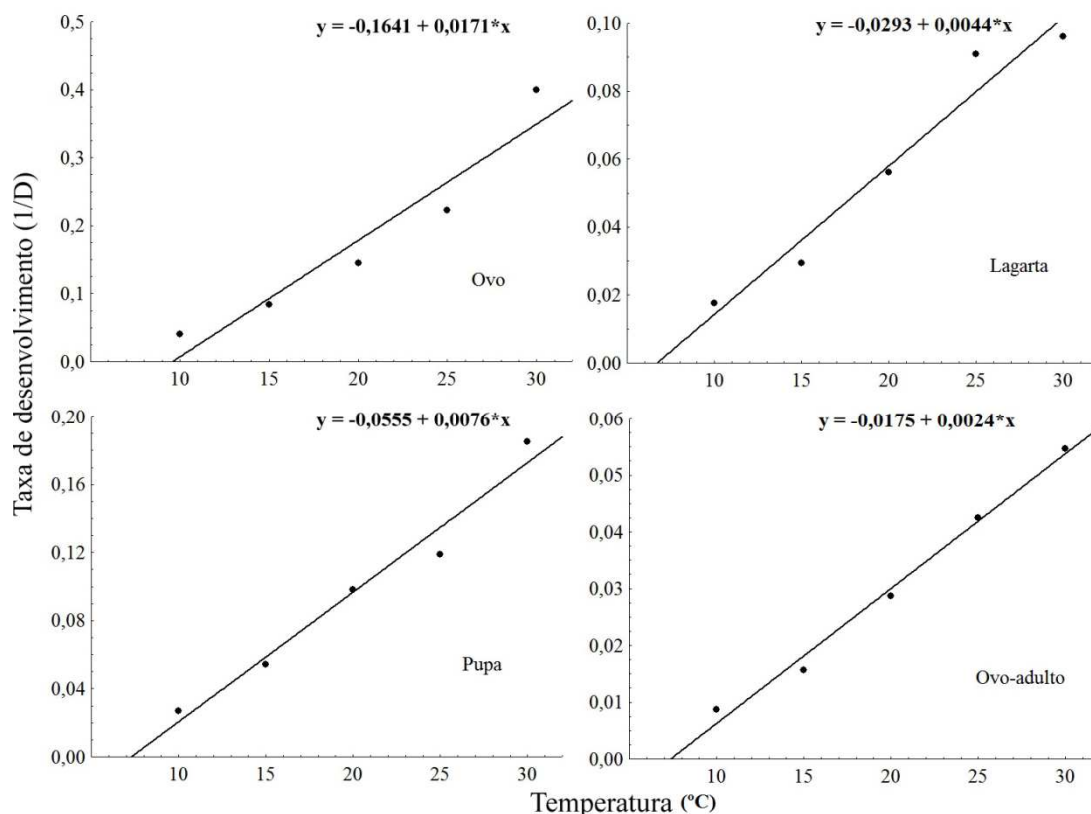 Taxa de desenvolvimento (1/D)
y = -0,1641 + 0,0171*x
0,5
0,4
0,3
0,2
0,1
0,0
10 15 20 25 30
Ovo
y = -0,0293 + 0,0044*x
0,10
0,08
0,06
0,04
0,02
0,00
10 15 20 25 30
Lagarta
y = -0,0555 + 0,0076*x
0,20
0,16
0,12
0,08
0,04
0,00
10 15 20 25 30
Pupa
y = -0,0175 + 0,0024*x
0,06
0,05
0,04
0,03
0,02
0,01
0,00
10 15 20 25 30
Ovo-adulto
Temperatura (ºC)